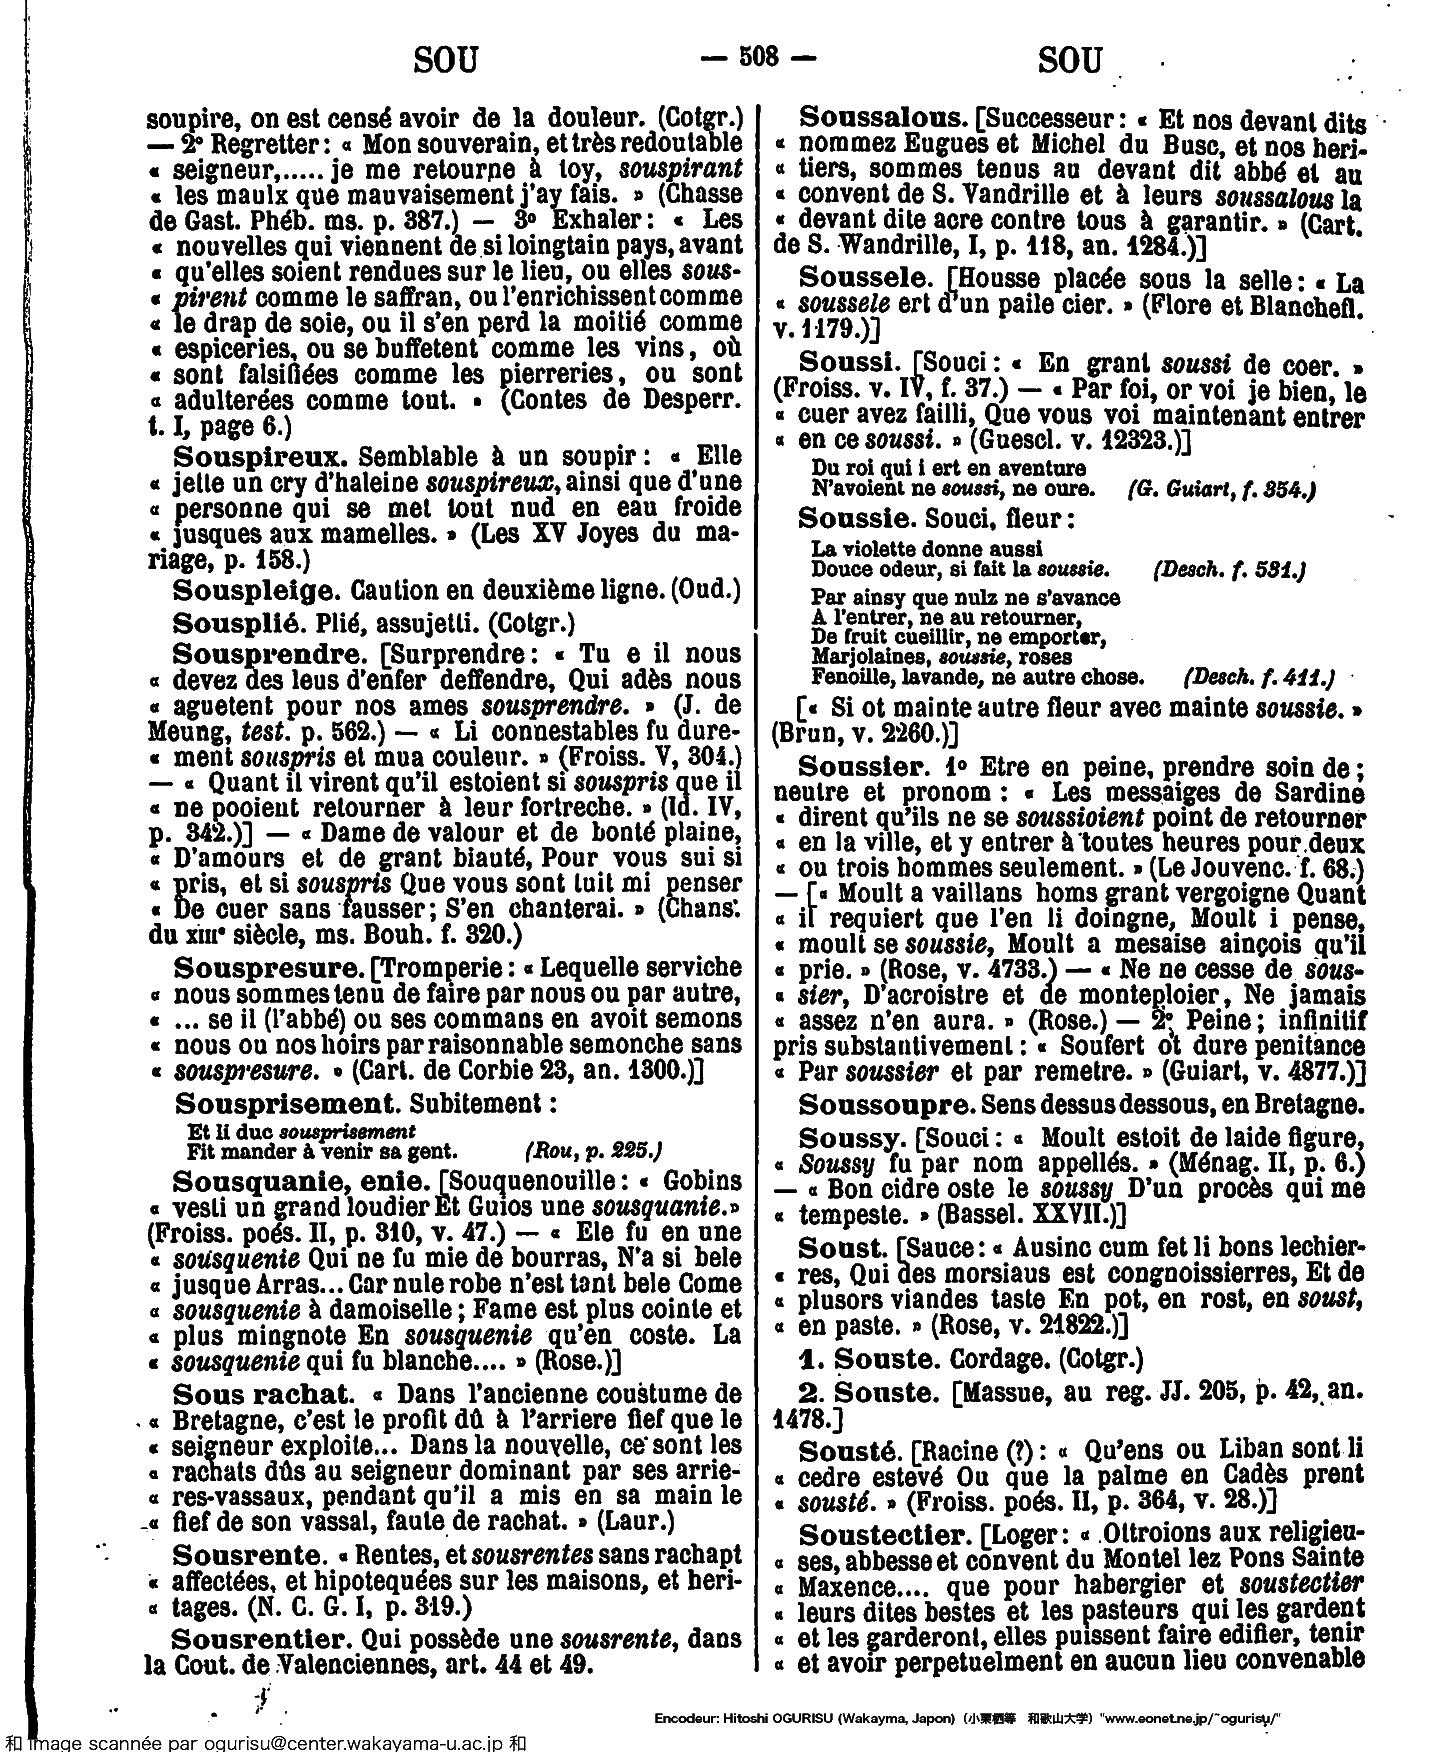 SOU — 508 — SOU
soupire, on est censé avoir de la douleur. (Cotgr.)
— 2° Regretter : « Mon souverain, et très redoutable
« seigneur,..... je me retourne à toy, souspirant
« les maulx que mauvaisement j'ay fais. » (Chasse
de Gast. Phéb. ms. p. 387.) — 3° Exhaler : « Les
« nouvelles qui viennent de si loingtain pays, avant
« qu'elles soient rendues sur le lieu, ou elles sous-
« pirent comme le saffran, ou l'enrichissent comme
« le drap de soie, ou il s'en perd la moitié comme
« espiceries, ou se buffetent comme les vins, où
« sont falsifiées comme les pierreries, ou sont
« adulterées comme tout. » (Contes de Desperr.
t. I, page 6.)
Souspireux. Semblable à un soupir : « Elle
« jette un cry d'haleine souspireux, ainsi que d'une
« personne qui se met tout nud en eau froide
« jusques aux mamelles. » (Les XV Joyes du ma-
riage, p. 158.)
Souspleige. Caution en deuxième ligne. (Oud.)
Sousplié. Plié, assujetti. (Cotgr.)
Sousprendre. [Surprendre : « Tu e il nous
« devez des leus d'enfer deffendre, Qui adès nous
« aguetent pour nos ames sousprendre. » (J. de
Meung, test. p. 562.) — « Li connestables fu dure-
« ment souspris et mua couleur. » (Froiss. V, 304.)
— « Quant il virent qu'il estoient si souspris que il
« ne pooient retourner à leur fortreche. » (Id. IV,
p. 342.)] — « Dame de valour et de bonté plaine,
« D'amours et de grant biauté, Pour vous sui si
« pris, et si souspris Que vous sont tuit mi penser
« De cuer sans fausser ; S'en chanterai. » (Chans.
du XIIIe siècle, ms. Bouh. f. 320.)
Souspresure. [Tromperie : « Lequelle serviche
« nous sommes tenu de faire par nous ou par autre,
« ... se il (l'abbé) ou ses commans en avoit semons
« nous ou nos hoirs par raisonnable semonche sans
« souspresure. » (Cart. de Corbie 23, an. 1300.)]
Sousprisement. Subitement :
Et li duc sousprisement
Fit mander à venir sa gent. (Rou, p. 225.)
Sousquanie, enie. [Souquenouille : « Gobins
« vesti un grand loudier Et Guios une sousquanie.»
(Froiss. poés. II, p. 310, v. 47.) — « Ele fu en une
« sousquenie Qui ne fu mie de bourras, N'a si bele
« jusque Arras... Car nule robe n'est tant bele Come
« sousquenie à damoiselle ; Fame est plus cointe et
« plus mingnote En sousquenie qu'en coste. La
« sousquenie qui fu blanche.... » (Rose.)]
Sous rachat. « Dans l'ancienne coustume de
« Bretagne, c'est le profit dû à l'arriere fief que le
« seigneur exploite... Dans la nouvelle, ce sont les
« rachats dûs au seigneur dominant par ses arrie-
« res-vassaux, pendant qu'il a mis en sa main le
« fief de son vassal, faute de rachat. » (Laur.)
Sousrente. « Rentes, et sousrentes sans rachapt
« affectées, et hipotequées sur les maisons, et heri-
« tages. (N. C. G. I, p. 319.)
Sousrentier. Qui possède une sousrente, dans
la Cout. de Valenciennes, art. 44 et 49.
Soussalous. [Successeur : « Et nos devant dits
« nommez Eugues et Michel du Busc, et nos heri-
« tiers, sommes tenus au devant dit abbé et au
« convent de S. Vandrille et à leurs soussalous la
« devant dite acre contre tous à garantir. » (Cart.
de S. Wandrille, I, p. 118, an. 1284.)]
Soussele. [Housse placée sous la selle : « La
« soussele ert d'un paile cier. » (Flore et Blanchefl.
v. 1179.)]
Soussi. [Souci : « En grant soussi de coer. »
(Froiss. v. IV, f. 37.) — « Par foi, or voi je bien, le
« cuer avez failli, Que vous voi maintenant entrer
« en ce soussi. » (Guescl. v. 12323.)]
Du roi qui i ert en aventure
N'avoient ne soussi, ne oure. (G. Guiart, f. 354.)
Soussie. Souci, fleur :
La violette donne aussi
Douce odeur, si fait la soussie. (Desch. f. 531.)
Par ainsy que nulz ne s'avance
A l'entrer, ne au retourner,
De fruit cueillir, ne emporter,
Marjolaines, soussie, roses
Fenoille, lavande, ne autre chose. (Desch. f. 411.)
[« Si ot mainte autre fleur avec mainte soussie. »
(Brun, v. 2260.)]
Soussier. 1° Etre en peine, prendre soin de ;
neutre et pronom : « Les messaiges de Sardine
« dirent qu'ils ne se soussioient point de retourner
« en la ville, et y entrer à toutes heures pour deux
« ou trois hommes seulement. » (Le Jouvenc. f. 68.)
— [« Moult a vaillans homs grant vergoigne Quant
« il requiert que l'en li doingne, Moult i pense,
« moult se soussie, Moult a mesaise ainçois qu'il
« prie. » (Rose, v. 4733.) — « Ne ne cesse de sous-
« sier, D'acroistre et de monteploier, Ne jamais
« assez n'en aura. » (Rose.) — 2° Peine ; infinitif
pris substantivement : « Soufert ot dure penitance
« Par soussier et par remetre. » (Guiart, v. 4877.)]
Soussoupre. Sens dessus dessous, en Bretagne.
Soussy. [Souci : « Moult estoit de laide figure,
« Soussy fu par nom appellés. » (Ménag. II, p. 6.)
— « Bon cidre oste le soussy D'un procès qui me
« tempeste. » (Bassel. XXVII.)]
Soust. [Sauce : « Ausinc cum fet li bons lechier-
« res, Qui des morsiaus est congnoissierres, Et de
« plusors viandes taste En pot, en rost, en soust,
« en paste. » (Rose, v. 21822.)]
1. Souste. Cordage. (Cotgr.)
2. Souste. [Massue, au reg. JJ. 205, p. 42, an.
1478.]
Sousté. [Racine (?) : « Qu'ens ou Liban sont li
« cedre estevé Ou que la palme en Cadès prent
« sousté. » (Froiss. poés. II, p. 364, v. 28.)]
Soustectier. [Loger : « Ottroions aux religieu-
« ses, abbesse et convent du Montel lez Pons Sainte
« Maxence.... que pour habergier et soustectier
« leurs dites bestes et les pasteurs qui les gardent
« et les garderont, elles puissent faire edifier, tenir
« et avoir perpetuelment en aucun lieu convenable
Encodeur: Hitoshi OGURISU (Wakayma, Japon) (小栗栖等 和歌山大学) "www.eonet.ne.jp/~ogurisu/"
和 Image scannée par ogurisu@center.wakayama-u.ac.jp 和